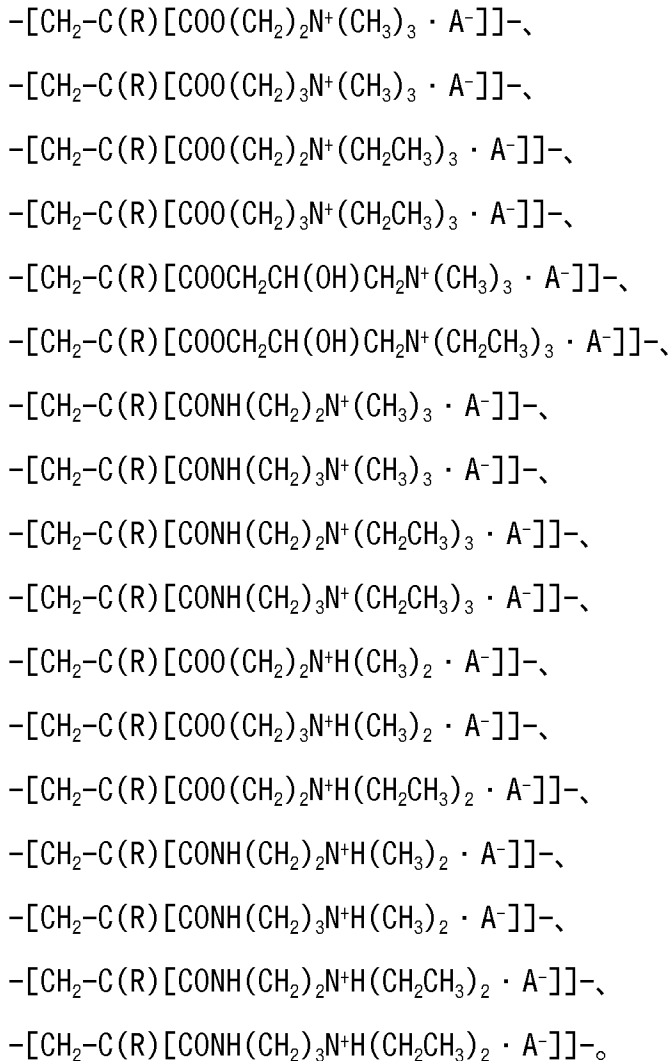 -[CH₂-C(R)[COO(CH₂)₂N⁺(CH₃)₃・A⁻]]-、
-[CH₂-C(R)[COO(CH₂)₃N⁺(CH₃)₃・A⁻]]-、
-[CH₂-C(R)[COO(CH₂)₂N⁺(CH₂CH₃)₃・A⁻]]-、
-[CH₂-C(R)[COO(CH₂)₃N⁺(CH₂CH₃)₃・A⁻]]-、
-[CH₂-C(R)[COOCH₂CH(OH)CH₂N⁺(CH₃)₃・A⁻]]-、
-[CH₂-C(R)[COOCH₂CH(OH)CH₂N⁺(CH₂CH₃)₃・A⁻]]-、
-[CH₂-C(R)[CONH(CH₂)₂N⁺(CH₃)₃・A⁻]]-、
-[CH₂-C(R)[CONH(CH₂)₃N⁺(CH₃)₃・A⁻]]-、
-[CH₂-C(R)[CONH(CH₂)₂N⁺(CH₂CH₃)₃・A⁻]]-、
-[CH₂-C(R)[CONH(CH₂)₃N⁺(CH₂CH₃)₃・A⁻]]-、
-[CH₂-C(R)[COO(CH₂)₂N⁺H(CH₃)₂・A⁻]]-、
-[CH₂-C(R)[COO(CH₂)₃N⁺H(CH₃)₂・A⁻]]-、
-[CH₂-C(R)[COO(CH₂)₂N⁺H(CH₂CH₃)₂・A⁻]]-、
-[CH₂-C(R)[CONH(CH₂)₂N⁺H(CH₃)₂・A⁻]]-、
-[CH₂-C(R)[CONH(CH₂)₃N⁺H(CH₃)₂・A⁻]]-、
-[CH₂-C(R)[CONH(CH₂)₂N⁺H(CH₂CH₃)₂・A⁻]]-、
-[CH₂-C(R)[CONH(CH₂)₃N⁺H(CH₂CH₃)₂・A⁻]]-。